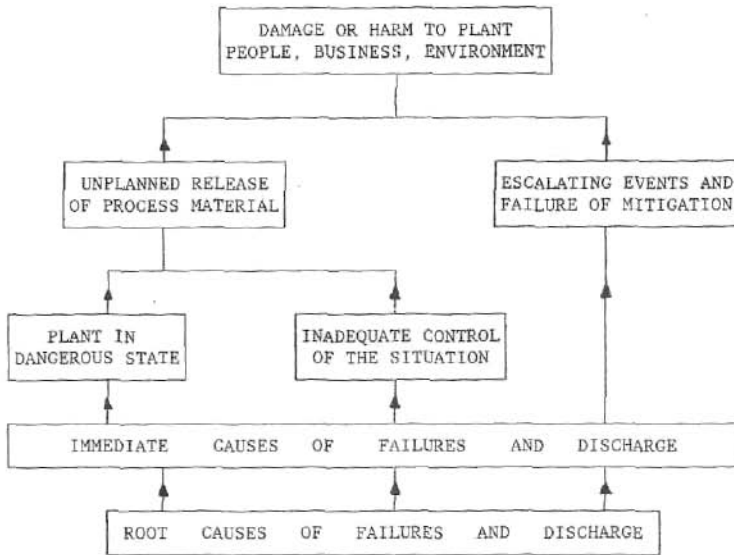 DAMAGE OR HARM TO PLANT
PEOPLE, BUSINESS, ENVIRONMENT
UNPLANNED RELEASE
OF PROCESS MATERIAL
ESCALATING EVENTS AND
FAILURE OF MITIGATION
PLANT IN
DANGEROUS STATE
INADEQUATE CONTROL
OF THE SITUATION
IMMEDIATE CAUSES OF FAILURES AND DISCHARGE
ROOT CAUSES OF FAILURES AND DISCHARGE